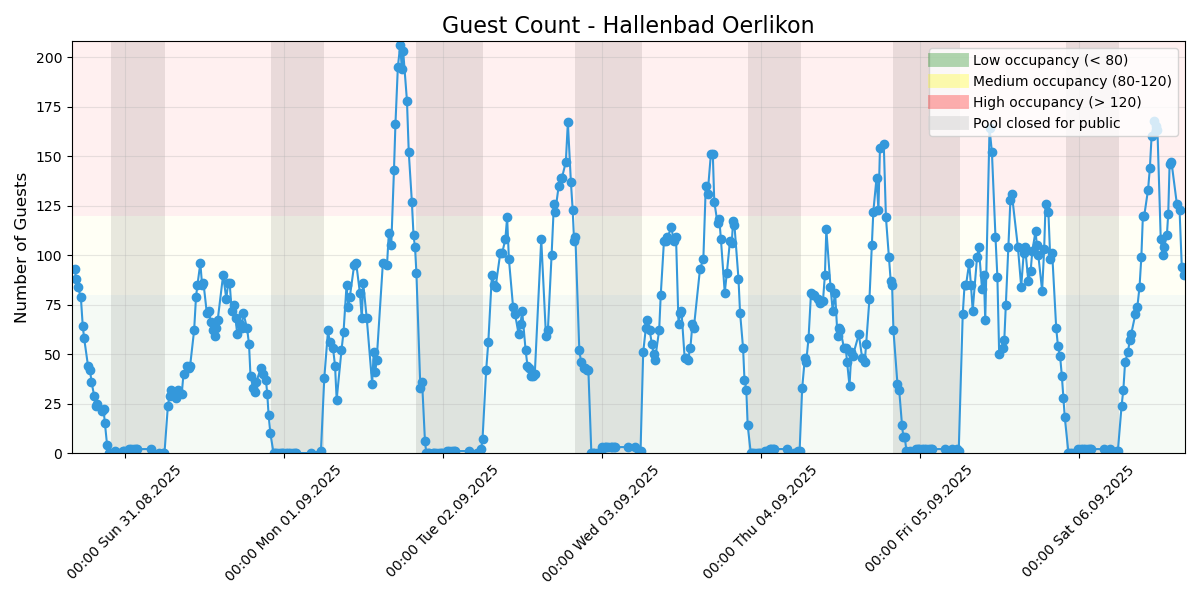 Guest Count - Hallenbad Oerlikon
Number of Guests
200
175
150
125
100
75
50
25
0
Low occupancy (< 80)
Medium occupancy (80-120)
High occupancy (> 120)
Pool closed for public
00:00 Sun 31.08.2025
00:00 Mon 01.09.2025
00:00 Tue 02.09.2025
00:00 Wed 03.09.2025
00:00 Thu 04.09.2025
00:00 Fri 05.09.2025
00:00 Sat 06.09.2025